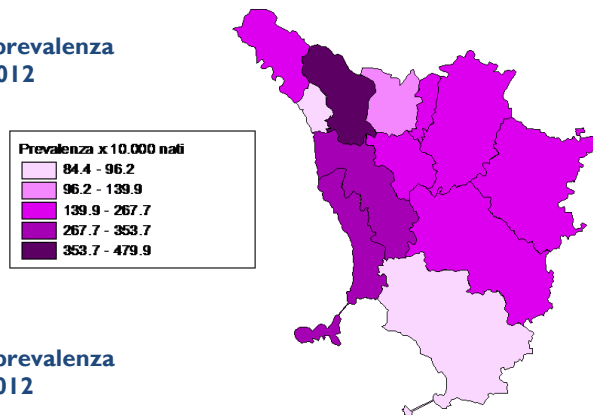 prevalenza
012
Prevalenza x 10.000 nati
84.4 - 96.2
96.2 - 139.9
139.9 - 267.7
267.7 - 353.7
353.7 - 479.9
prevalenza
012